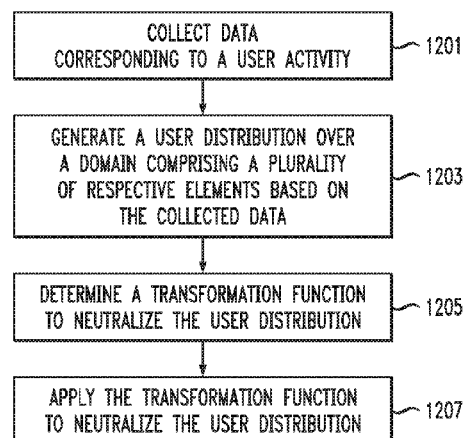 COLLECT DATA
CORRESPONDING TO A USER ACTIVITY
1201
GENERATE A USER DISTRIBUTION OVER
A DOMAIN COMPRISING A PLURALITY
OF RESPECTIVE ELEMENTS BASED ON
THE COLLECTED DATA
1203
DETERMINE A TRANSFORMATION FUNCTION
TO NEUTRALIZE THE USER DISTRIBUTION
1205
APPLY THE TRANSFORMATION FUNCTION
TO NEUTRALIZE THE USER DISTRIBUTION
1207